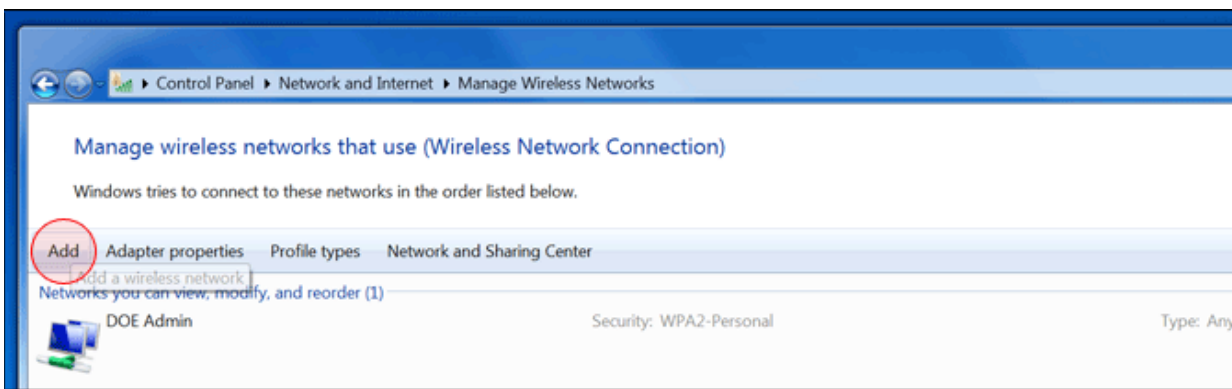 Control Panel ▸ Network and Internet ▸ Manage Wireless Networks
Manage wireless networks that use (Wireless Network Connection)
Windows tries to connect to these networks in the order listed below.
Add Adapter properties Profile types Network and Sharing Center
Add a wireless network
Networks you can view, modify, and reorder (1)
DOE Admin Security: WPA2-Personal Type: Any